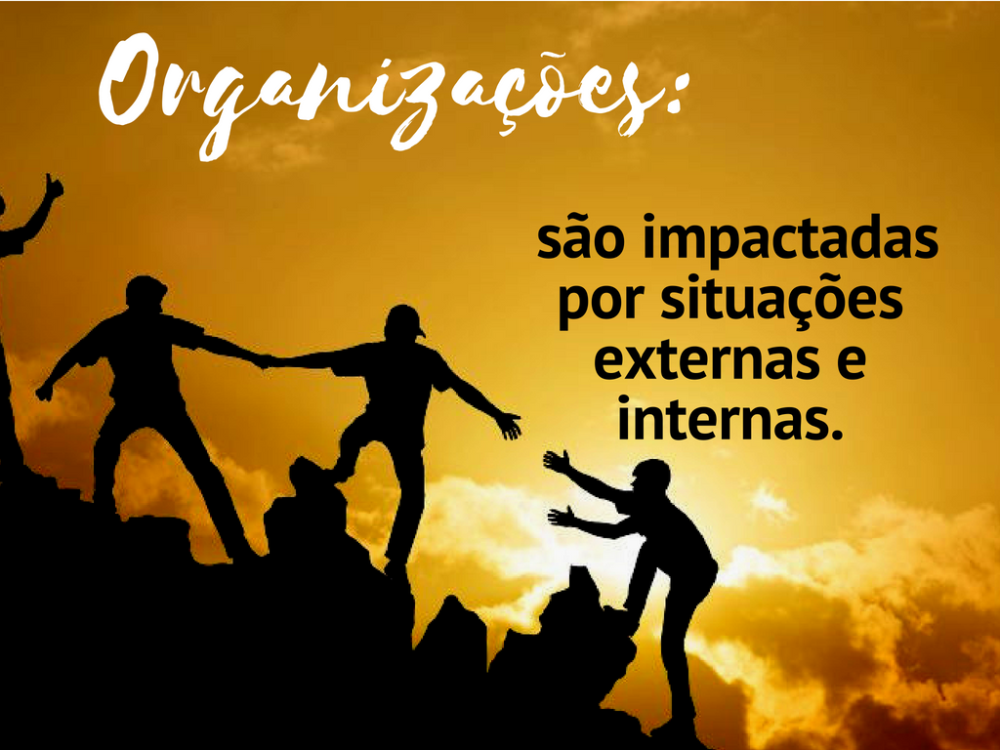 Organizações:
são impactadas
por situações
externas e
internas.